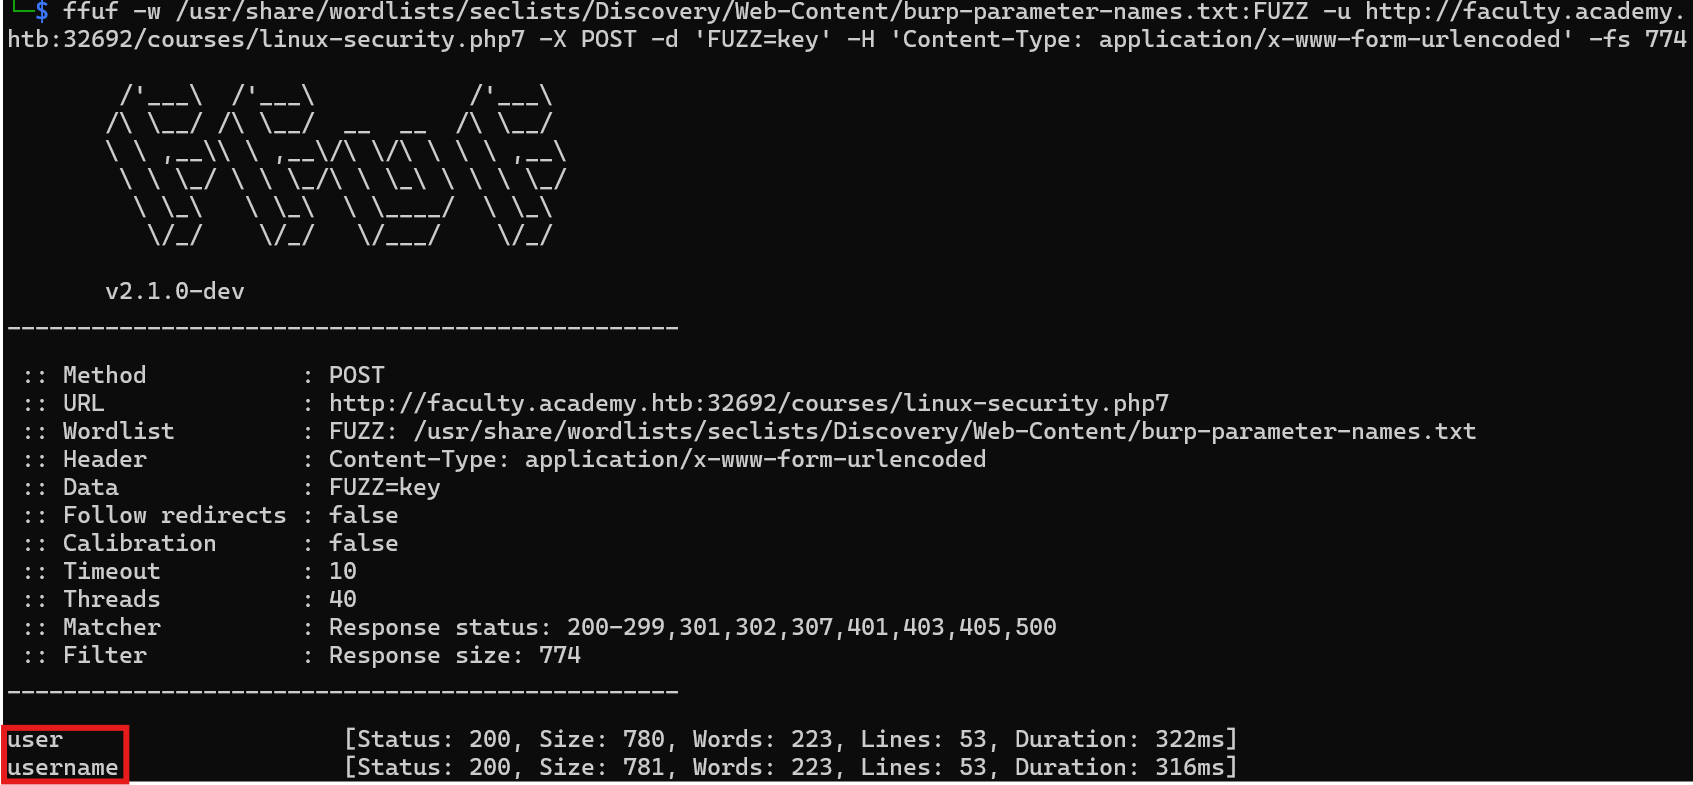 └─$ ffuf -w /usr/share/wordlists/seclists/Discovery/Web-Content/burp-parameter-names.txt:FUZZ -u http://faculty.academy.
htb:32692/courses/linux-security.php7 -X POST -d 'FUZZ=key' -H 'Content-Type: application/x-www-form-urlencoded' -fs 774
        /'___\  /'___\           /'___\
       /\ \__/ /\ \__/  __  __  /\ \__/
       \ \ ,__\\ \ ,__\/\ \/\ \ \ \ ,__\
        \ \ \_/ \ \ \_/\ \ \_\ \ \ \ \_/
         \ \_\   \ \_\  \ \____/  \ \_\
          \/_/    \/_/   \/___/    \/_/
       v2.1.0-dev
________________________________________________
 :: Method           : POST
 :: URL              : http://faculty.academy.htb:32692/courses/linux-security.php7
 :: Wordlist         : FUZZ: /usr/share/wordlists/seclists/Discovery/Web-Content/burp-parameter-names.txt
 :: Header           : Content-Type: application/x-www-form-urlencoded
 :: Data             : FUZZ=key
 :: Follow redirects : false
 :: Calibration      : false
 :: Timeout          : 10
 :: Threads          : 40
 :: Matcher          : Response status: 200-299,301,302,307,401,403,405,500
 :: Filter           : Response size: 774
________________________________________________
user                    [Status: 200, Size: 780, Words: 223, Lines: 53, Duration: 322ms]
username                [Status: 200, Size: 781, Words: 223, Lines: 53, Duration: 316ms]